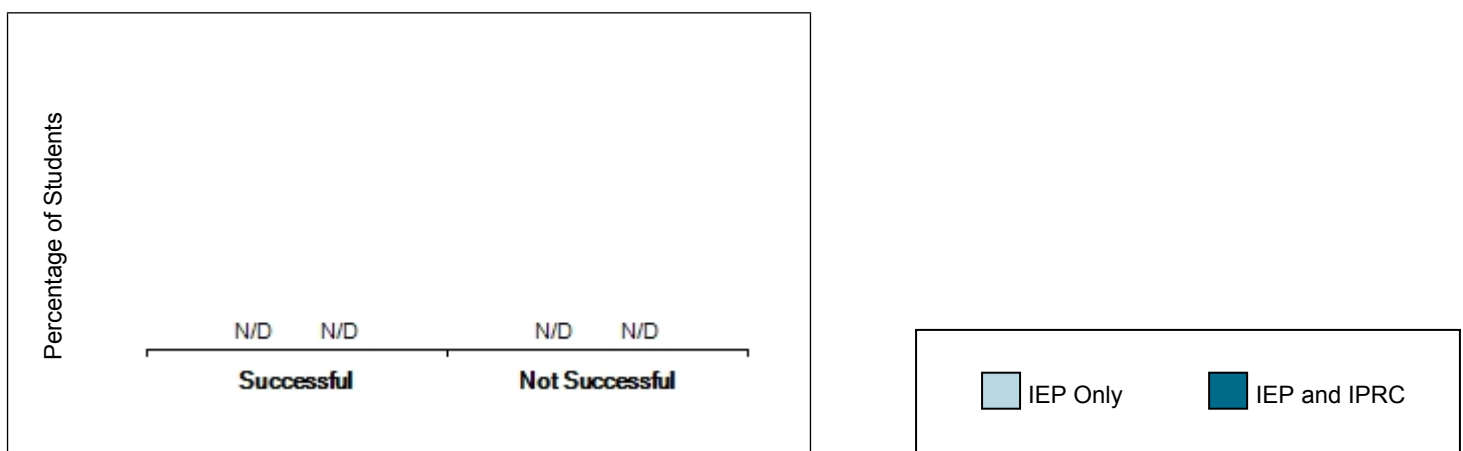 Percentage of Students
N/D N/D N/D N/D
Successful Not Successful
IEP Only IEP and IPRC